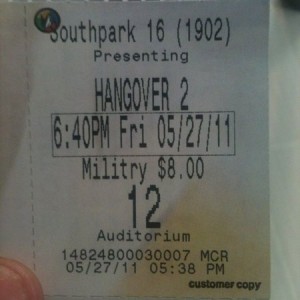 Southpark 16 (1902)
Presenting
HANGOVER 2
6:40PM Fri 05/27/11
Militry $8.00
12
Auditorium
14824800030007 MCR
05/27/11 05:38 PM
customer copy